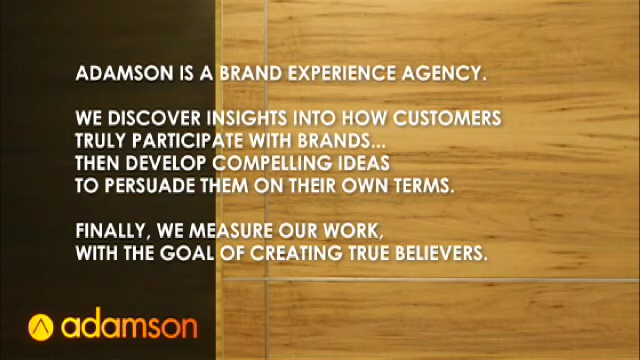 ADAMSON IS A BRAND EXPERIENCE AGENCY.
WE DISCOVER INSIGHTS INTO HOW CUSTOMERS
TRULY PARTICIPATE WITH BRANDS...
THEN DEVELOP COMPELLING IDEAS
TO PERSUADE THEM ON THEIR OWN TERMS.
FINALLY, WE MEASURE OUR WORK,
WITH THE GOAL OF CREATING TRUE BELIEVERS.
adamson